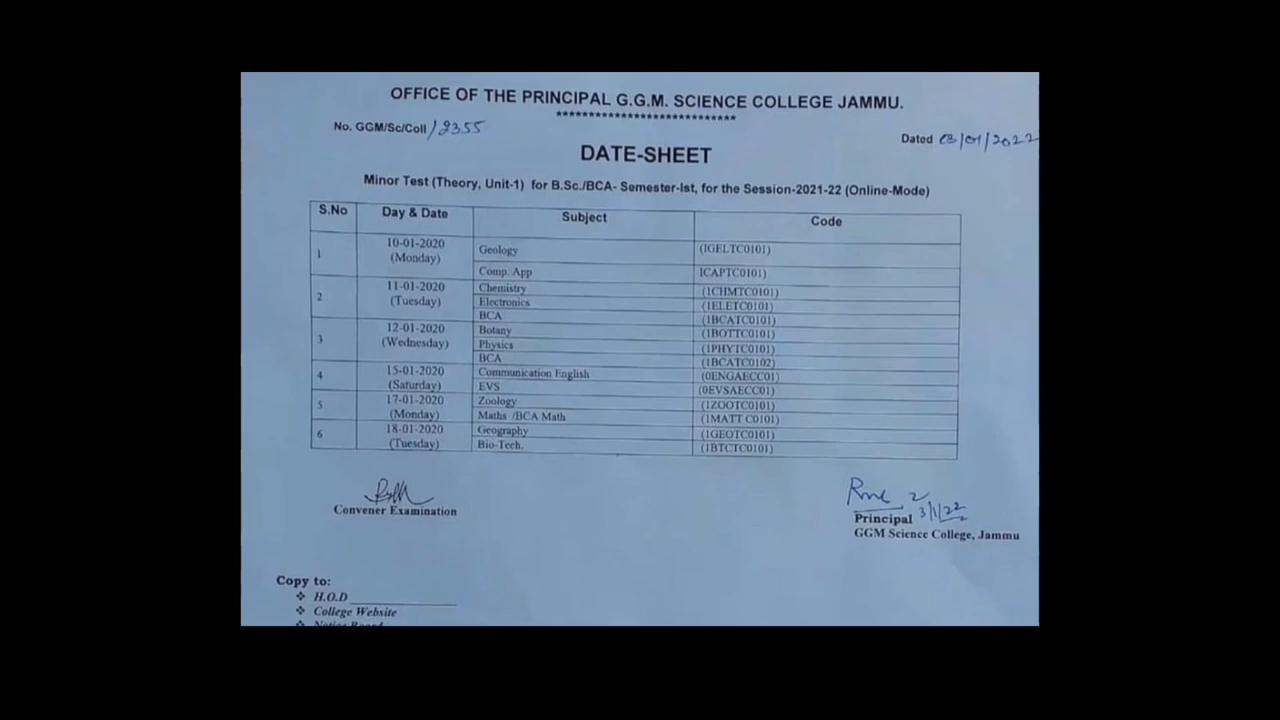 OFFICE OF THE PRINCIPAL G.G.M. SCIENCE COLLEGE JAMMU.
***************************
No. GGM/Sc/Coll/2355
Dated 03/01/2022
DATE-SHEET
Minor Test (Theory, Unit-1) for B.Sc./BCA- Semester-Ist, for the Session-2021-22 (Online-Mode)
S.No Day & Date Subject Code
1 10-01-2020 (Monday) Geology (IGELTC0101)
Comp. App ICAPTC0101)
2 11-01-2020 (Tuesday) Chemistry (1CHMTC0101)
Electronics (1ELETC0101)
BCA (1BCATC0101)
3 12-01-2020 (Wednesday) Botany (1BOTTC0101)
Physics (1PHYTC0101)
BCA (1BCATC0102)
4 15-01-2020 (Saturday) Communication English (0ENGAECC01)
EVS (0EVSAECC01)
5 17-01-2020 (Monday) Zoology (1ZOOTC0101)
Maths /BCA Math (1MATT C0101)
6 18-01-2020 (Tuesday) Geography (1GEOTC0101)
Bio-Tech. (1BTCTC0101)
Convener Examination
Principal 3/1/22
GGM Science College, Jammu
Copy to:
❖ H.O.D
❖ College Website
❖ Notice Board